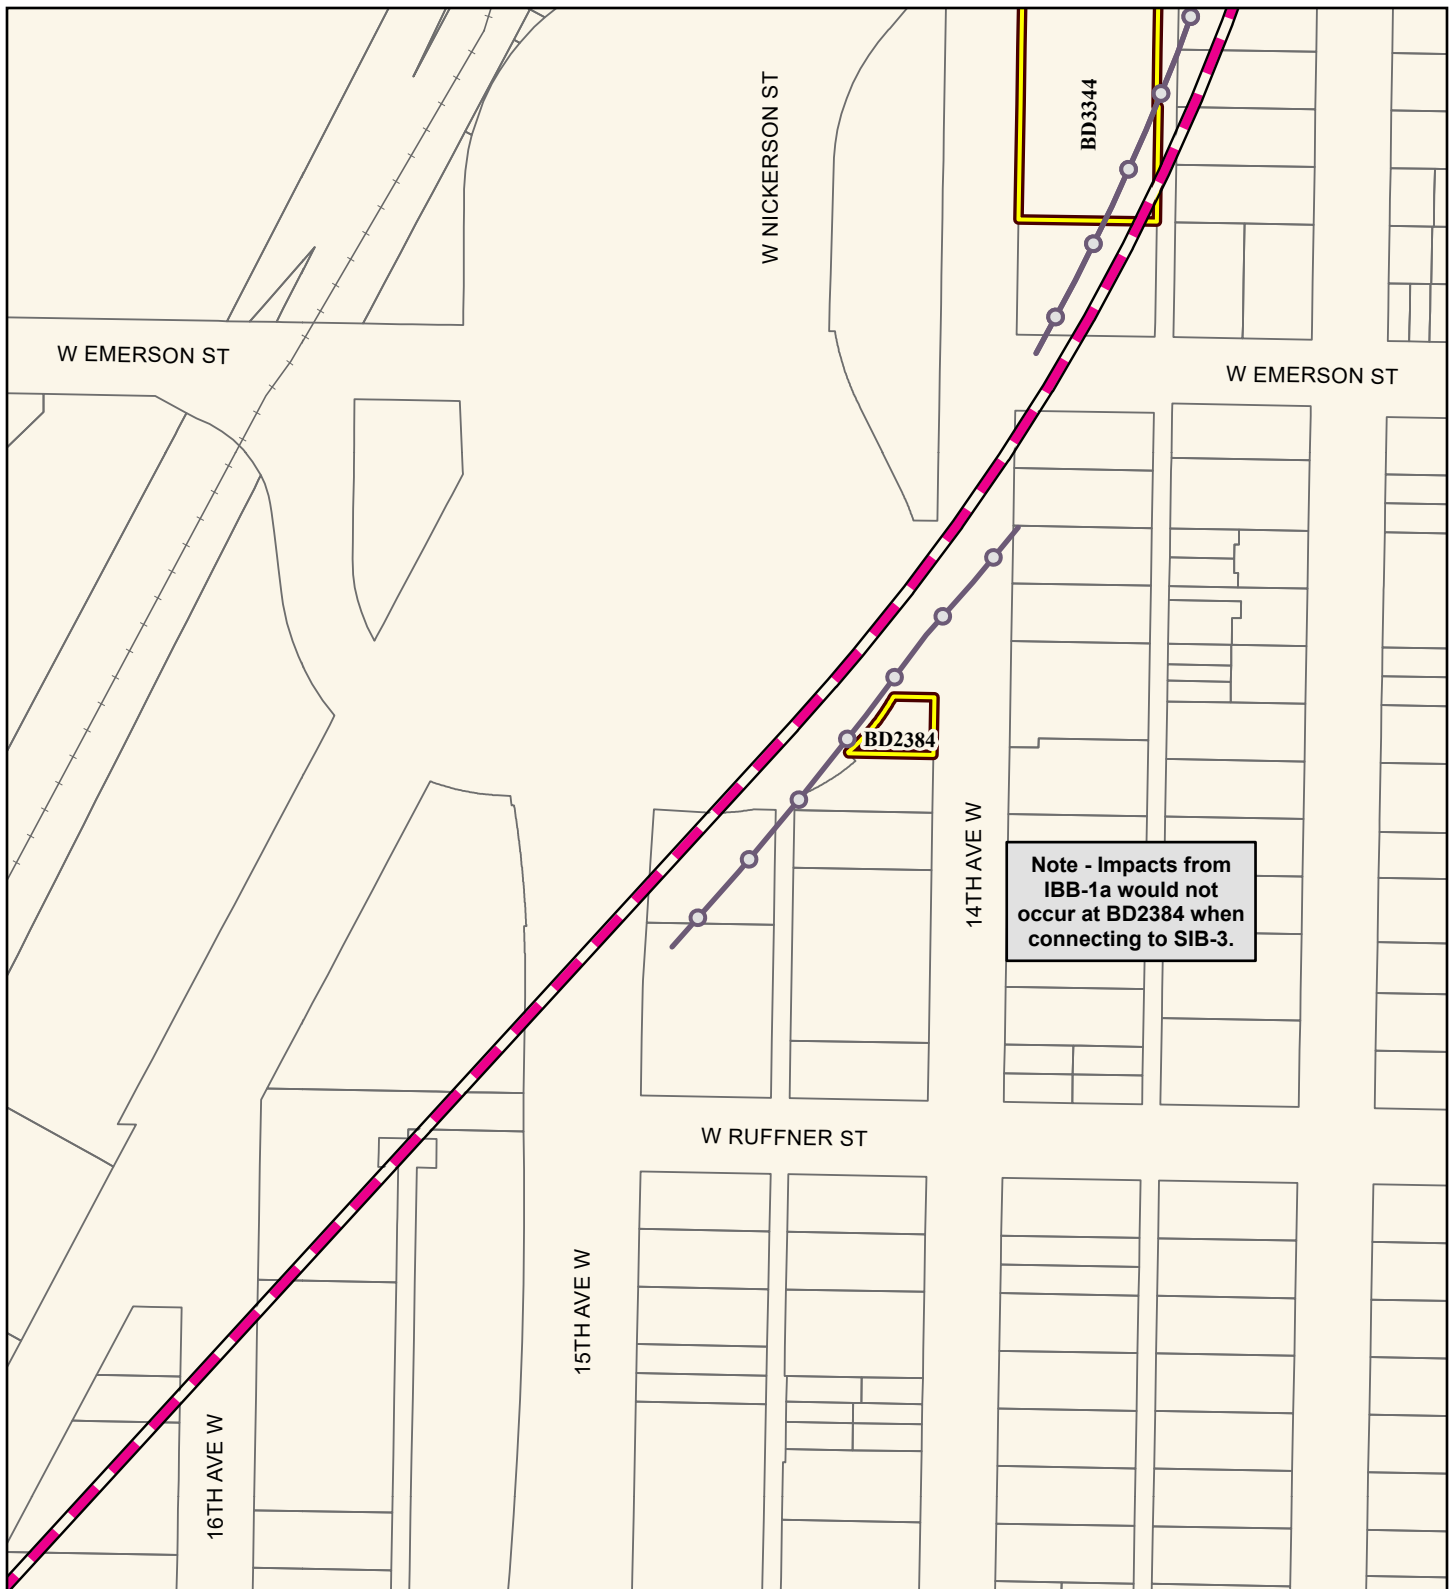 BD3344
W NICKERSON ST
W EMERSON ST
W EMERSON ST
BD2384
14TH AVE W
Note - Impacts from
IBB-1a would not
occur at BD2384 when
connecting to SIB-3.
W RUFFNER ST
15TH AVE W
16TH AVE W